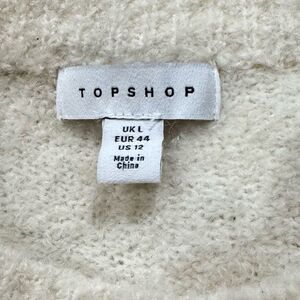 TOPSHOP
UK L
EUR 44
US 12
Made in
China